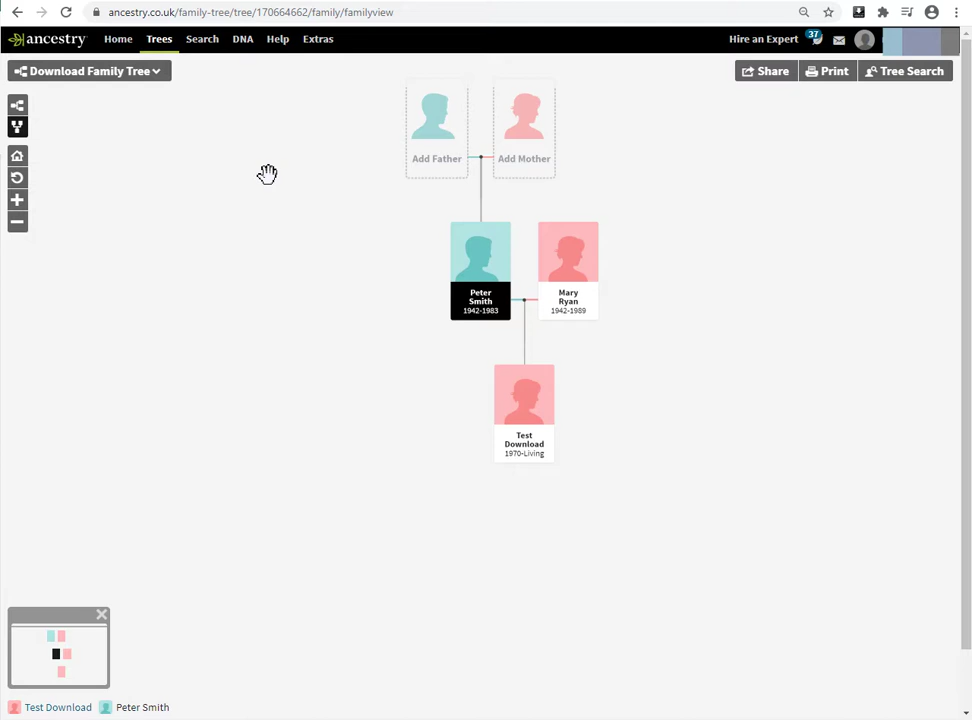 ancestry.co.uk/family-tree/tree/170664662/family/familyview
ancestry Home Trees Search DNA Help Extras Hire an Expert 37
Download Family Tree Share Print Tree Search
Add Father Add Mother
Peter
Smith
1942-1983
Mary
Ryan
1942-1989
Test
Download
1970-Living
Test Download Peter Smith